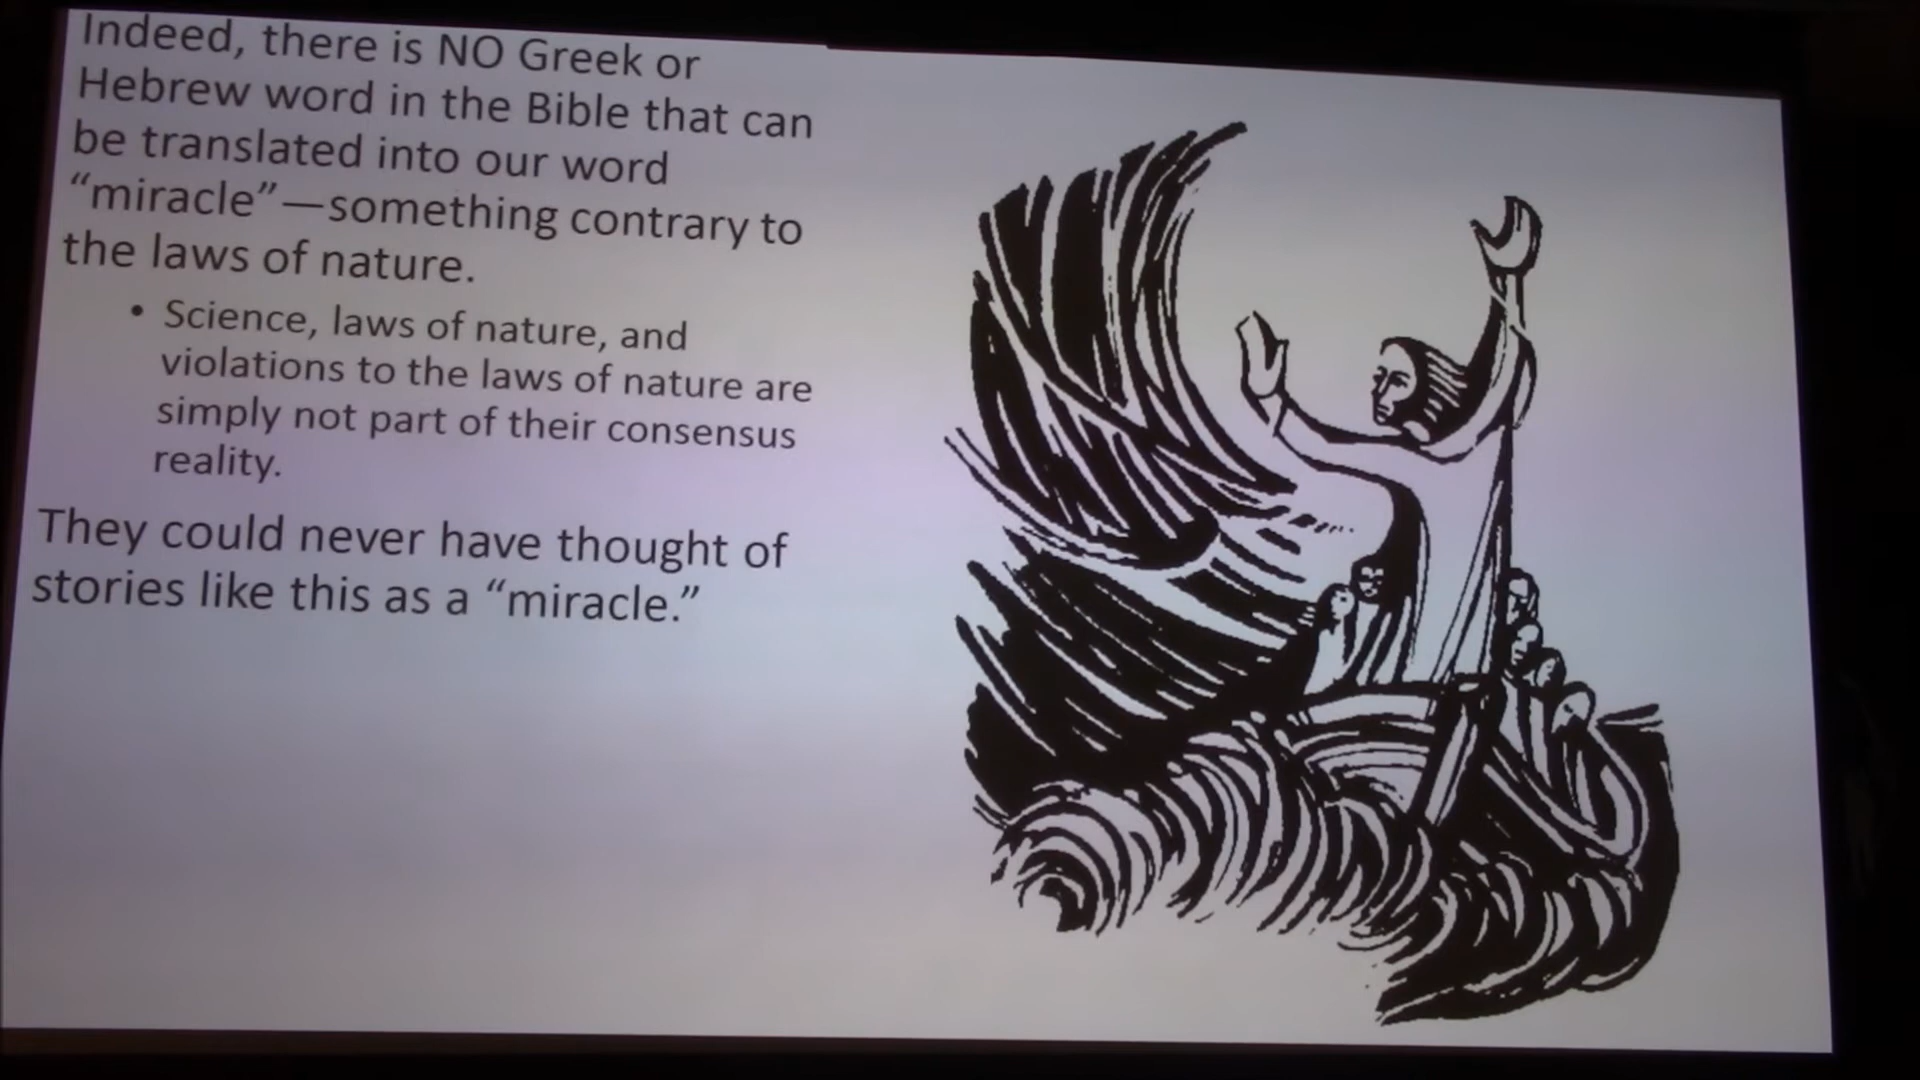 Indeed, there is NO Greek or
Hebrew word in the Bible that can
be translated into our word
“miracle”—something contrary to
the laws of nature.
• Science, laws of nature, and
violations to the laws of nature are
simply not part of their consensus
reality.
They could never have thought of
stories like this as a “miracle.”